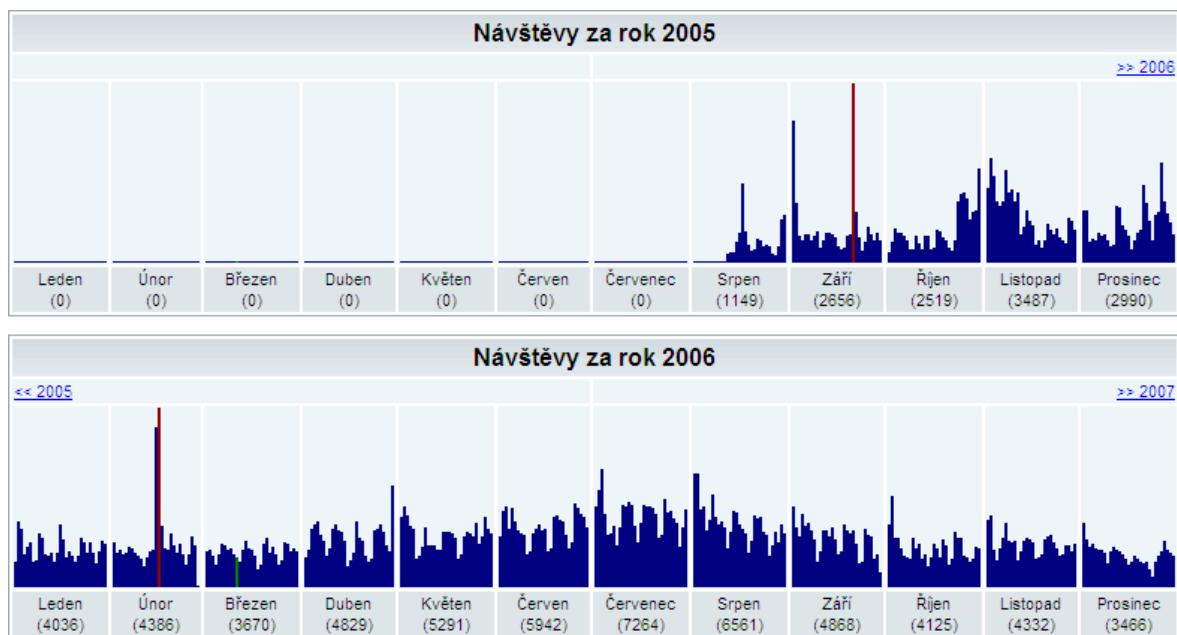 Návštěvy za rok 2005
>> 2006
Leden Únor Březen Duben Květen Červen Červenec Srpen Září Říjen Listopad Prosinec
(0) (0) (0) (0) (0) (0) (0) (1149) (2656) (2519) (3487) (2990)
Návštěvy za rok 2006
<< 2005 >> 2007
Leden Únor Březen Duben Květen Červen Červenec Srpen Září Říjen Listopad Prosinec
(4036) (4386) (3670) (4829) (5291) (5942) (7264) (6561) (4868) (4125) (4332) (3466)